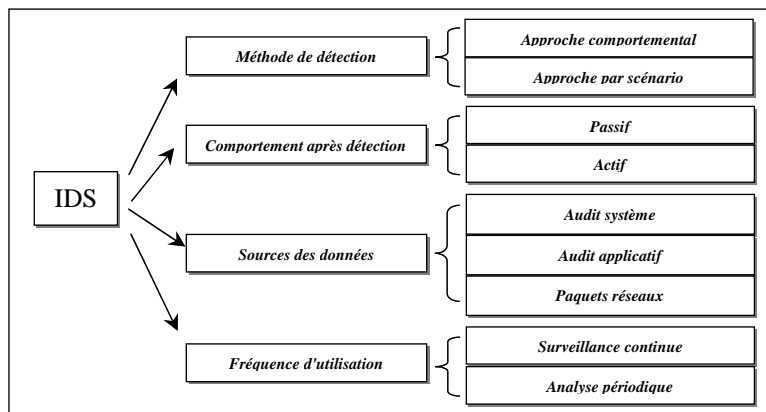 IDS
Méthode de détection
Approche comportemental
Approche par scénario
Comportement après détection
Passif
Actif
Sources des données
Audit système
Audit applicatif
Paquets réseaux
Fréquence d'utilisation
Surveillance continue
Analyse périodique